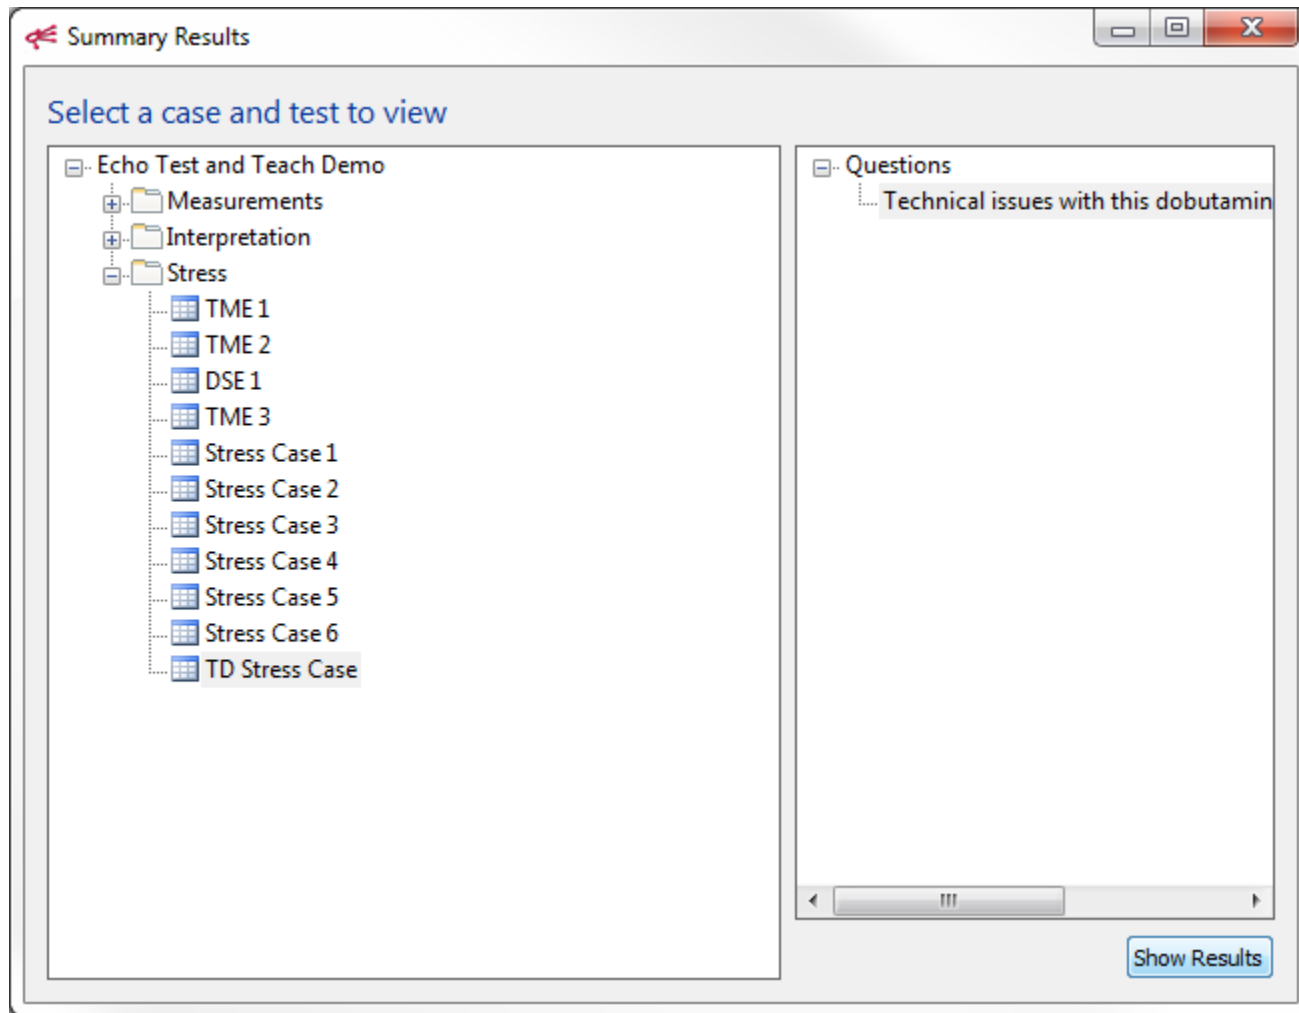 Summary Results
Select a case and test to view
Echo Test and Teach Demo
Measurements
Interpretation
Stress
TME 1
TME 2
DSE 1
TME 3
Stress Case 1
Stress Case 2
Stress Case 3
Stress Case 4
Stress Case 5
Stress Case 6
TD Stress Case
Questions
Technical issues with this dobutamin
Show Results